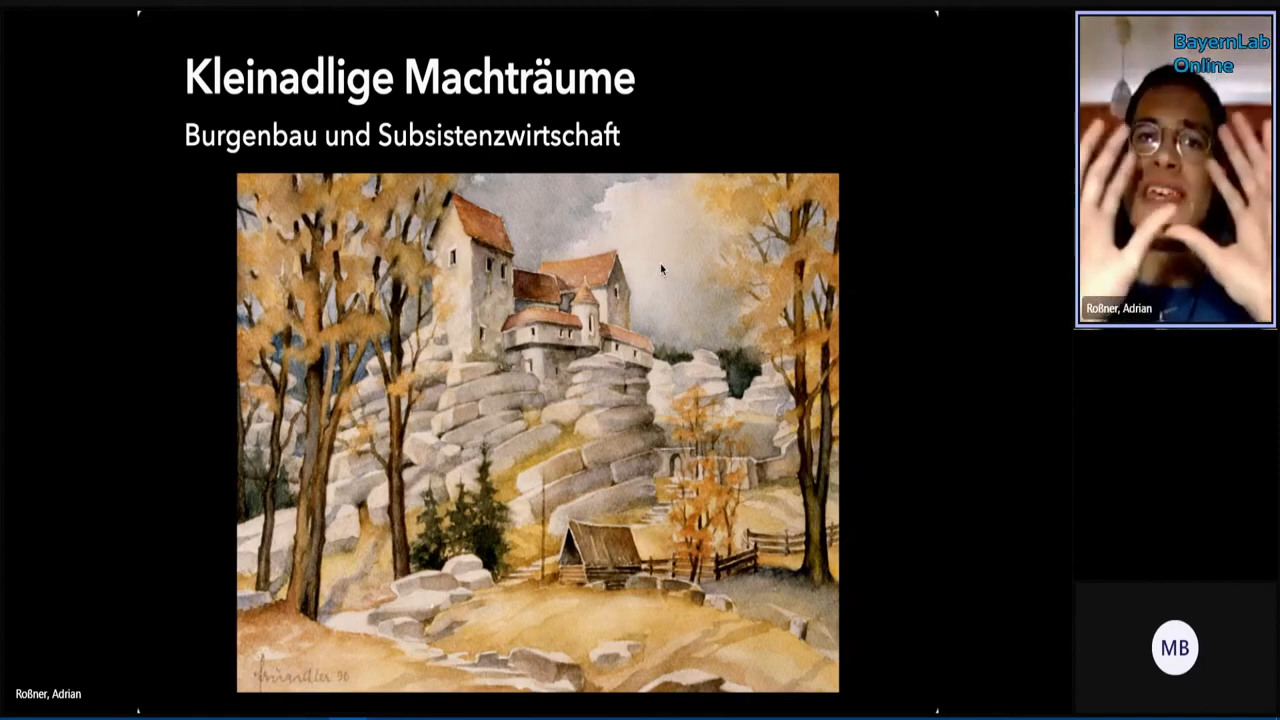 Kleinadlige Machträume
Burgenbau und Subsistenzwirtschaft
BayernLab
Online
Roßner, Adrian
MB
Roßner, Adrian